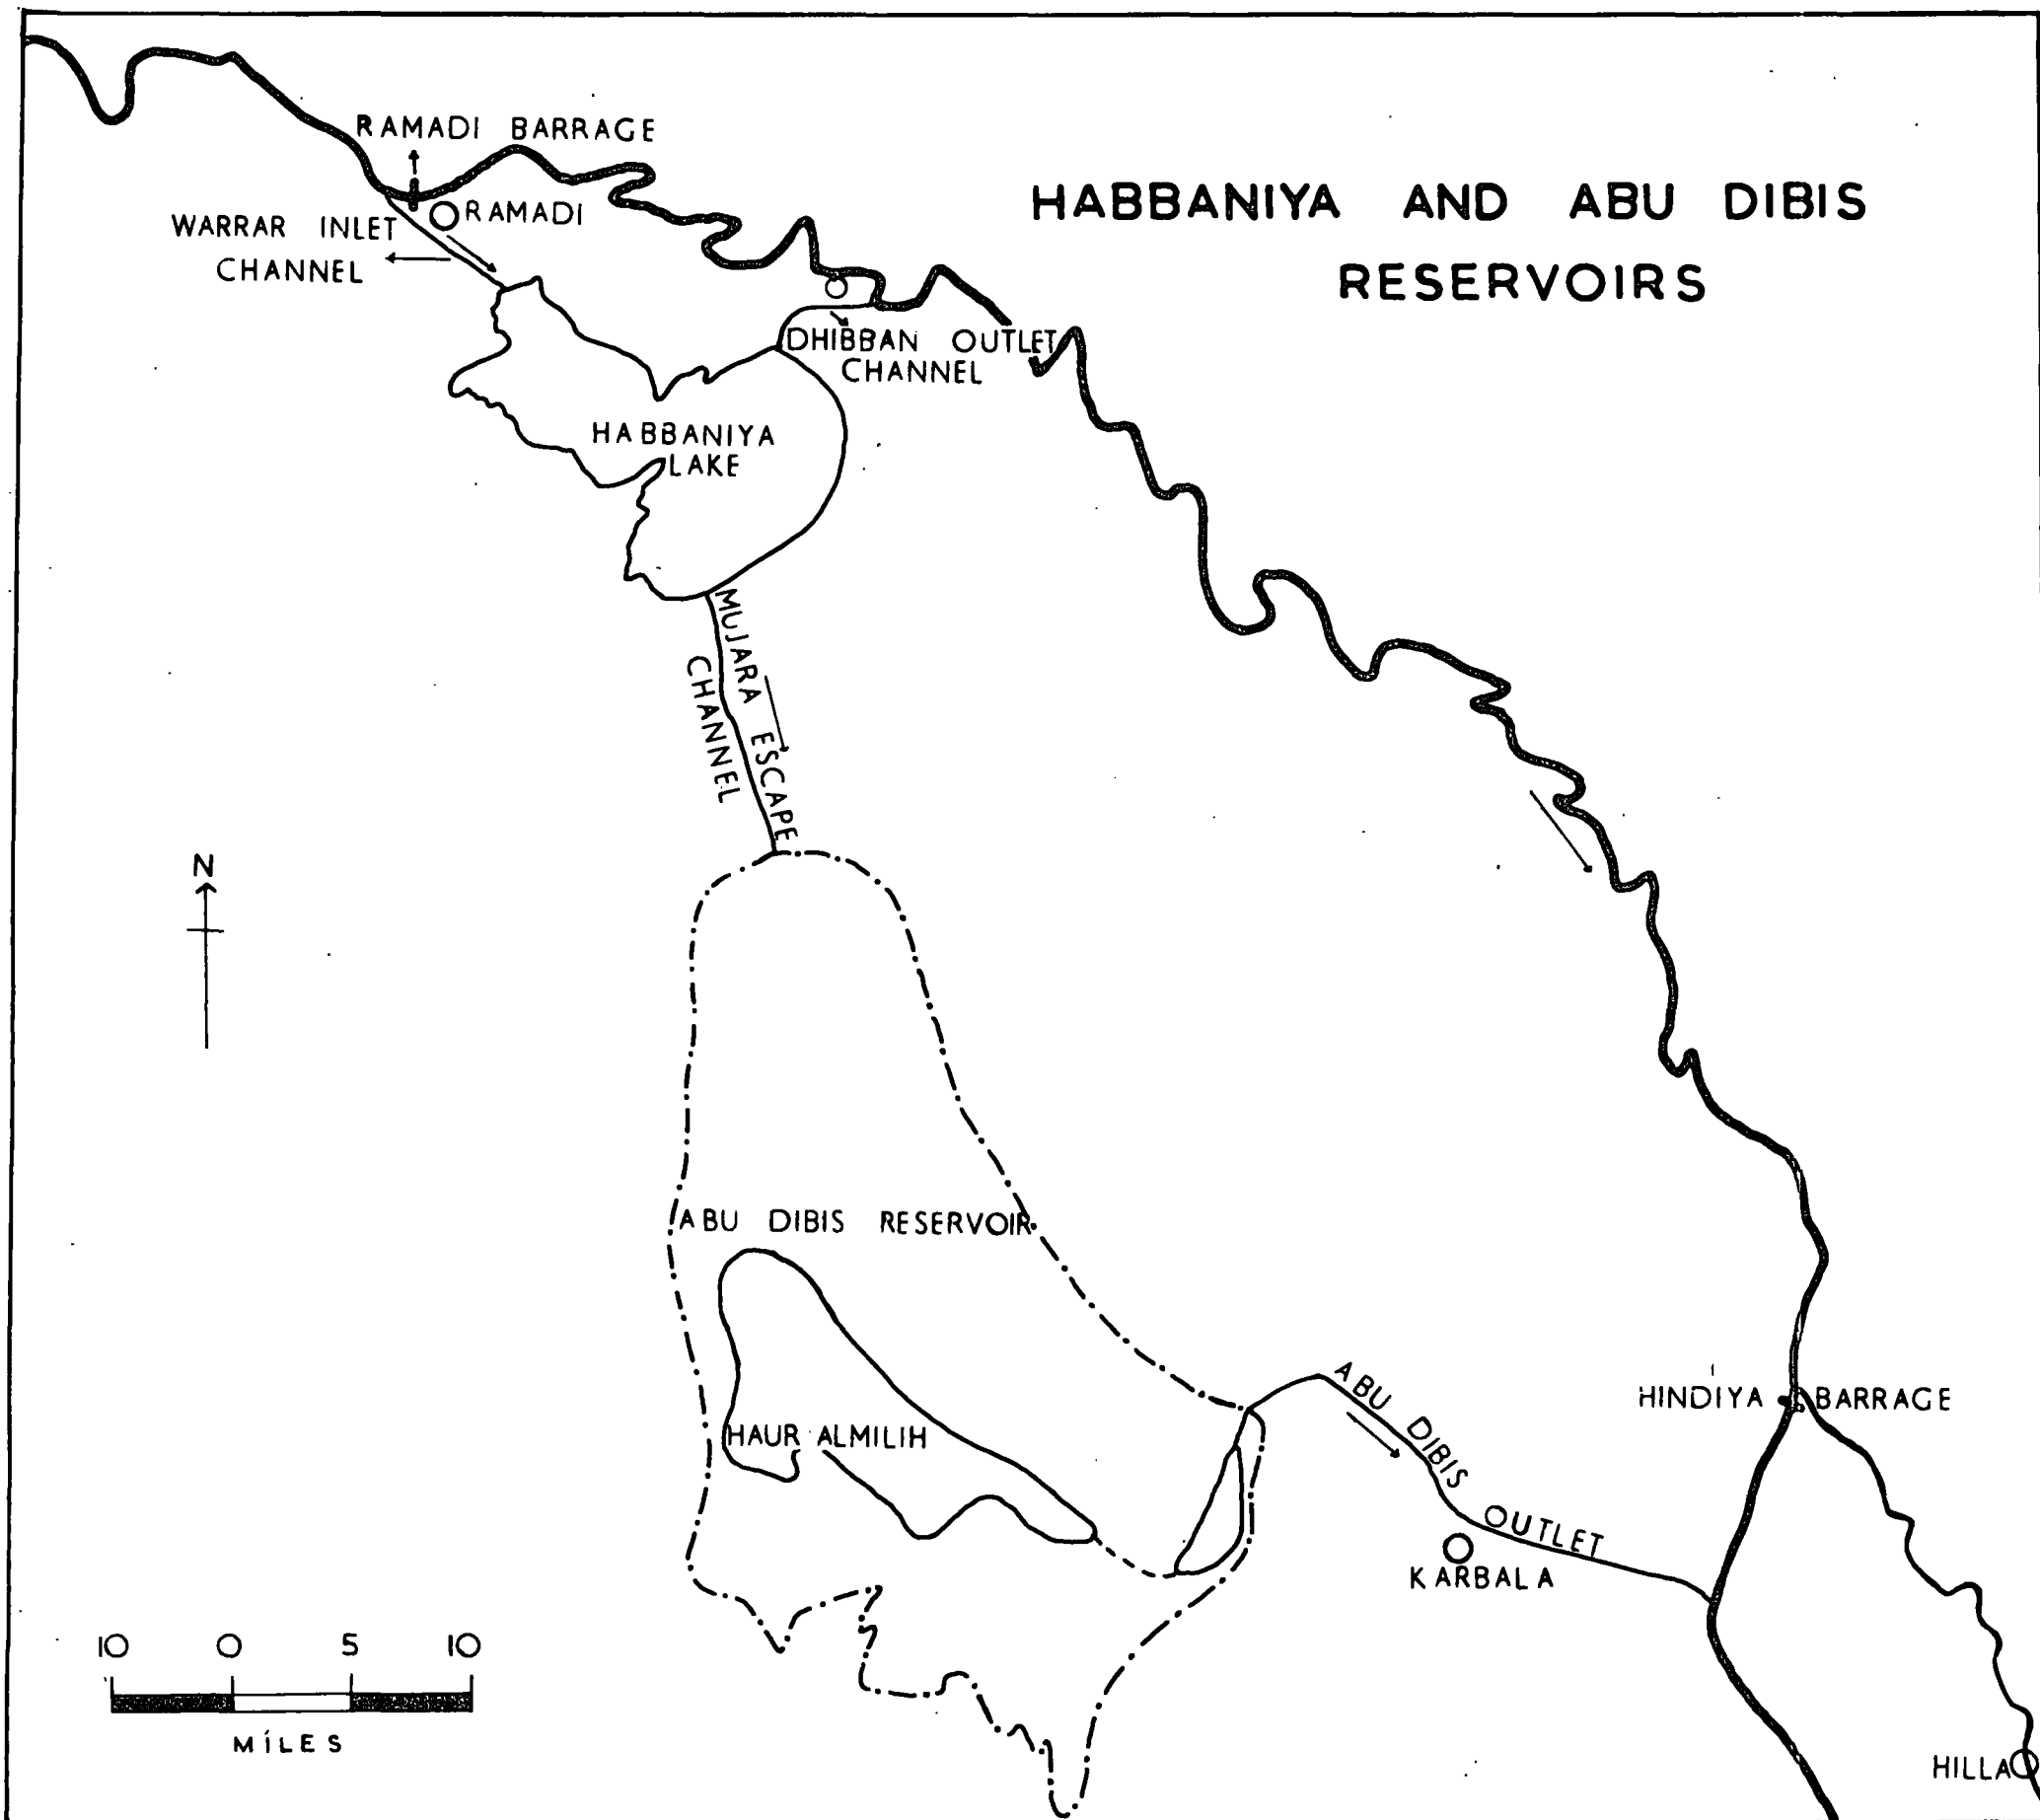 HABBANIYA AND ABU DIBIS
RESERVOIRS
RAMADI BARRAGE
RAMADI
WARRAR INLET
CHANNEL
DHIBBAN OUTLET
CHANNEL
HABBANIYA
LAKE
MUJARA ESCAPE
CHANNEL
N
ABU DIBIS RESERVOIR
HAUR ALMILIH
ABU DIBIS OUTLET
HINDIYA BARRAGE
KARBALA
10 0 5 10
MILES
HILLA